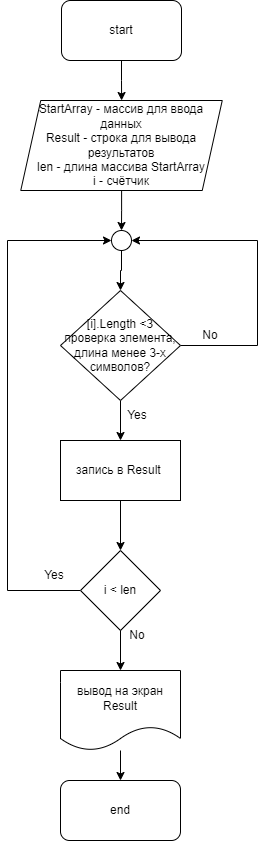 start
StartArray - массив для ввода
данных
Result - строка для вывода
результатов
len - длина массива StartArray
i - счётчик
[i].Length <3
проверка элемента,
длина менее 3-х
символов?
No
Yes
запись в Result
Yes
i < len
No
вывод на экран
Result
end